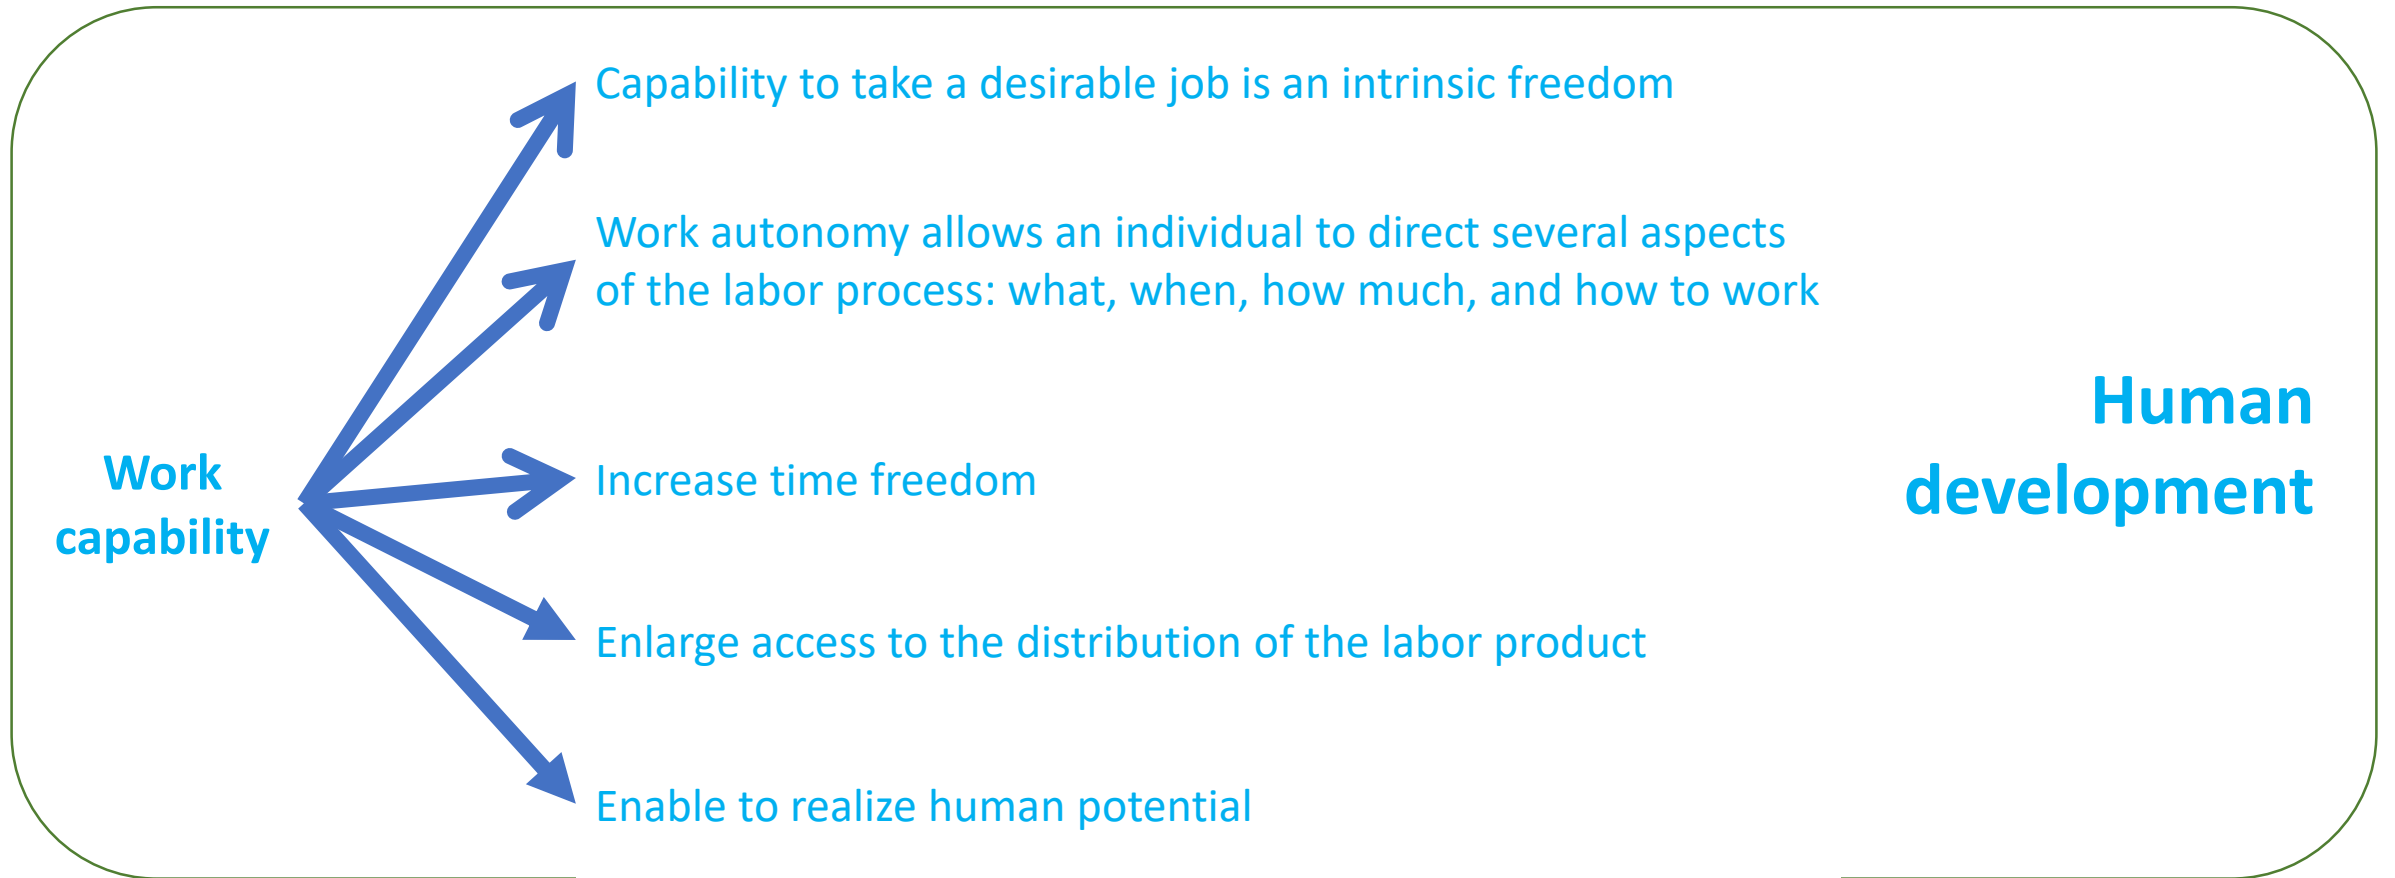 Work
capability
Capability to take a desirable job is an intrinsic freedom
Work autonomy allows an individual to direct several aspects
of the labor process: what, when, how much, and how to work
Increase time freedom
Enlarge access to the distribution of the labor product
Enable to realize human potential
Human
development